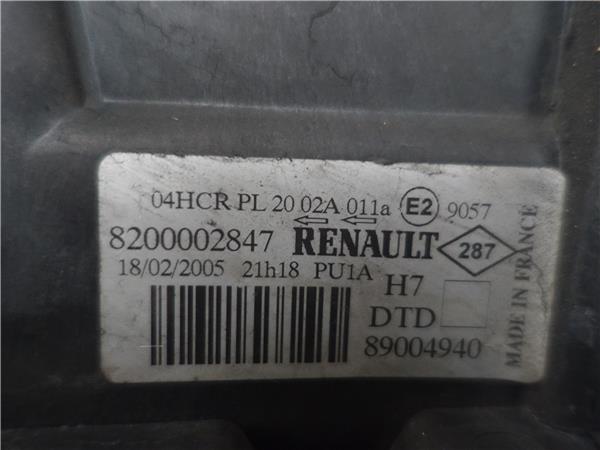 04HCR PL 20 02A 011a E2 9057
8200002847 RENAULT 287
18/02/2005 21h18 PU1A
H7
DTD
89004940
MADE IN FRANCE